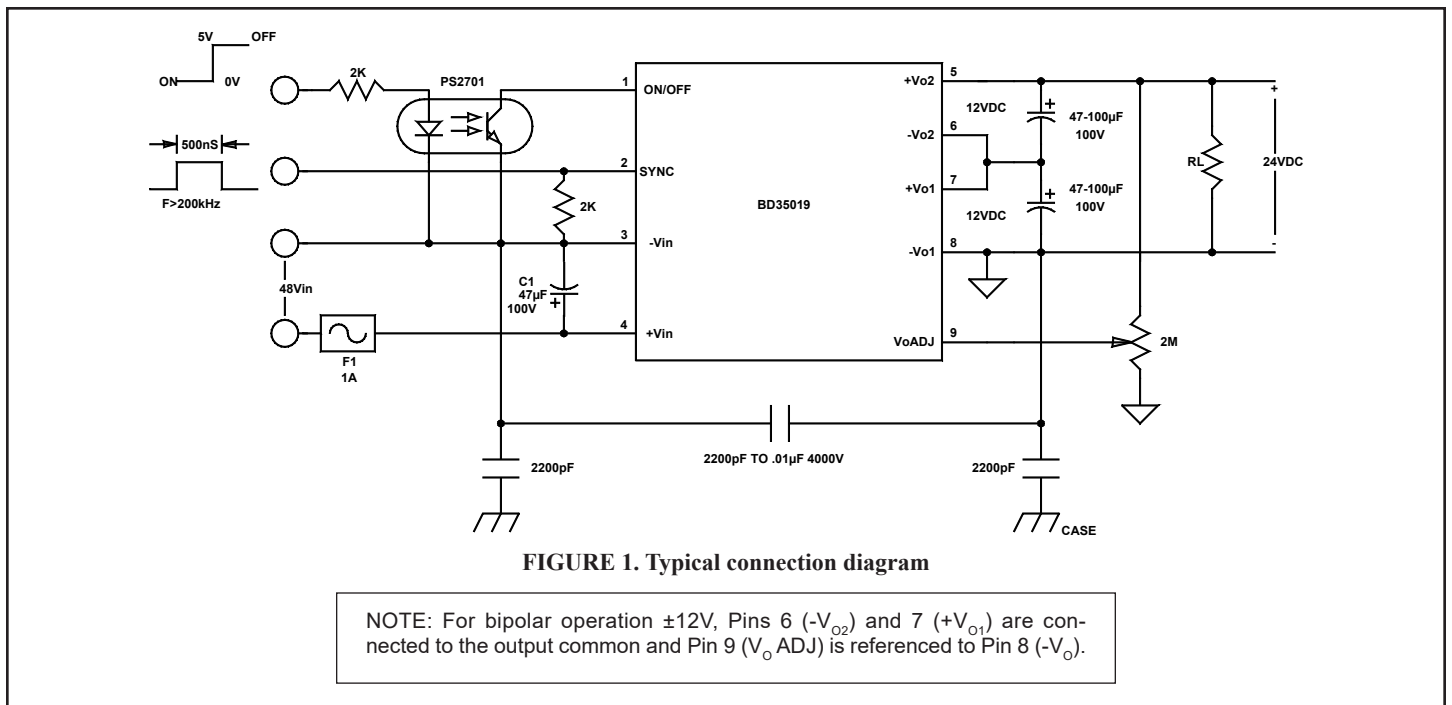 5V OFF
ON 0V
2K
PS2701
500nS
F>200kHz
48Vin
F1
1A
2K
C1
47µF
100V
+
1
ON/OFF
2
SYNC
3
-Vin
4
+Vin
BD35019
+Vo2
5
-Vo2
6
+Vo1
7
-Vo1
8
VoADJ
9
12VDC
+
47-100µF
100V
12VDC
+
47-100µF
100V
RL
+
24VDC
-
2M
2200pF
2200pF TO .01µF 4000V
2200pF
CASE
FIGURE 1. Typical connection diagram
NOTE: For bipolar operation ±12V, Pins 6 (-VO2) and 7 (+VO1) are con-
nected to the output common and Pin 9 (VO ADJ) is referenced to Pin 8 (-VO).